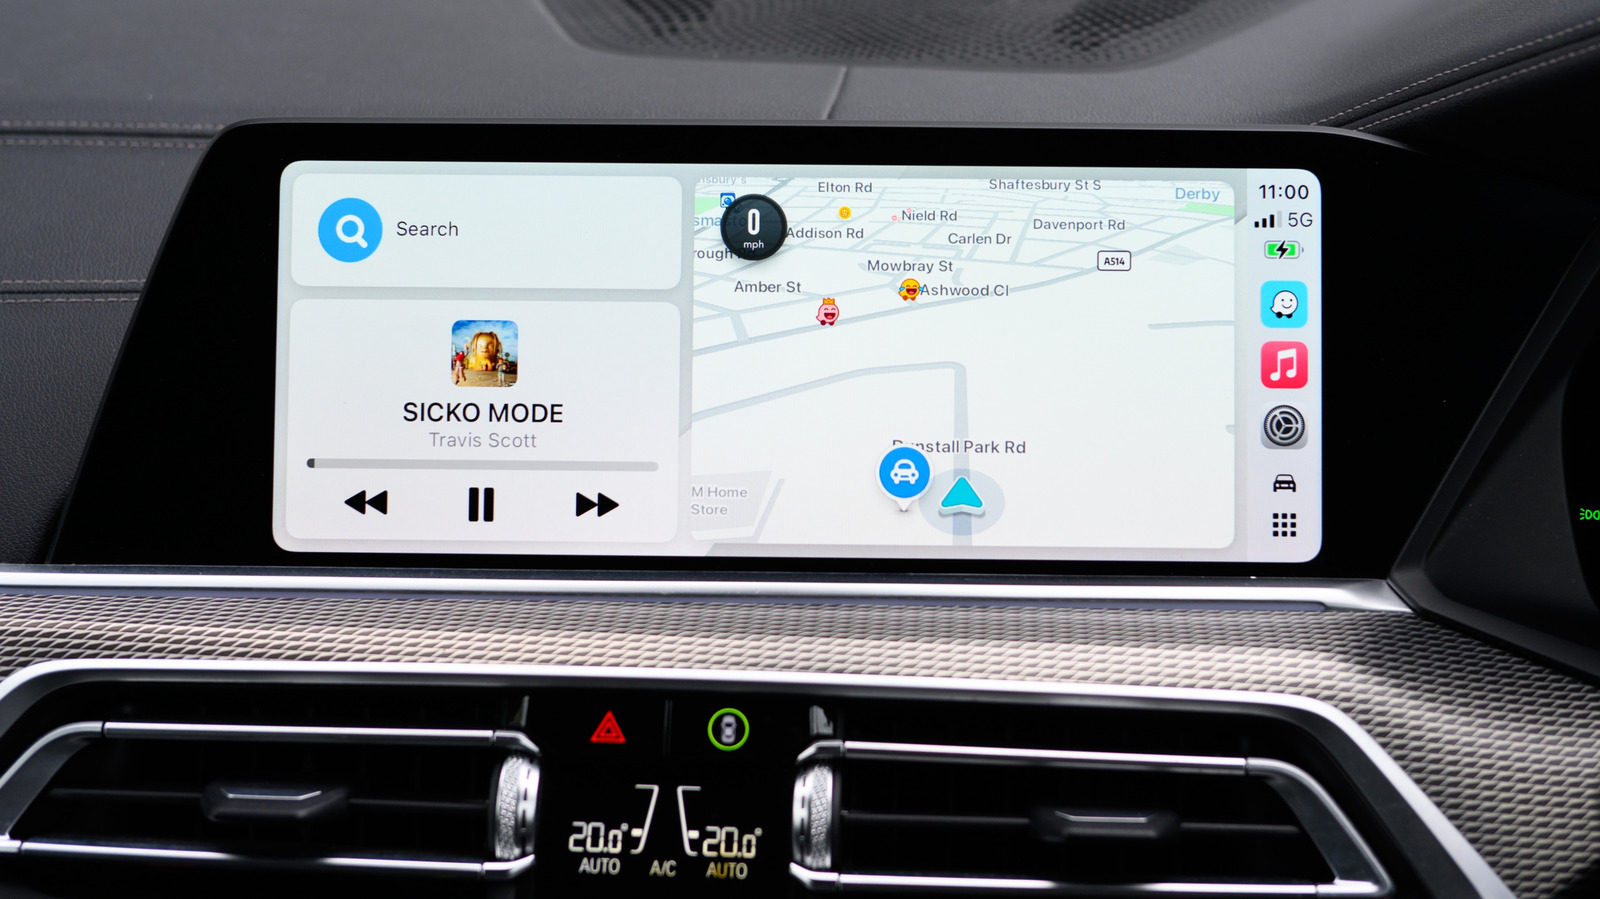 Search
SICKO MODE
Travis Scott
0
mph
Elton Rd
Shaftesbury St S
Derby
Nield Rd
Addison Rd
Davenport Rd
Carlen Dr
Mowbray St
A514
Amber St
Ashwood Cl
Dunstall Park Rd
M Home
Store
11:00
5G
20.0°
20.0°
AUTO
A/C
AUTO